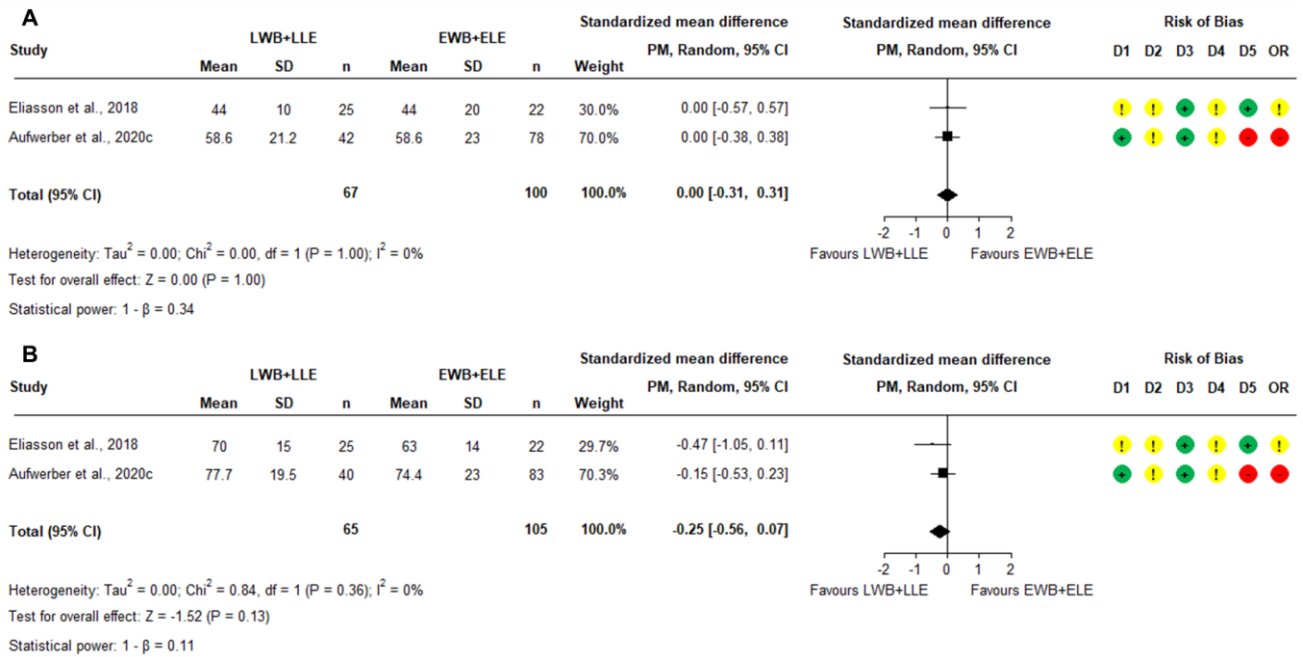 A
Standardized mean difference Standardized mean difference Risk of Bias
LWB+LLE EWB+ELE
Study PM, Random, 95% CI PM, Random, 95% CI D1 D2 D3 D4 D5 OR
Mean SD n Mean SD n Weight
Eliasson et al., 2018 44 10 25 44 20 22 30.0% 0.00 [-0.57, 0.57] ! ! + ! + !
Aufwerber et al., 2020c 58.6 21.2 42 58.6 23 78 70.0% 0.00 [-0.38, 0.38] + ! + ! - -
Total (95% CI) 67 100 100.0% 0.00 [-0.31, 0.31]
-2 -1 0 1 2
Heterogeneity: Tau² = 0.00; Chi² = 0.00, df = 1 (P = 1.00); I² = 0% Favours LWB+LLE Favours EWB+ELE
Test for overall effect: Z = 0.00 (P = 1.00)
Statistical power: 1 - β = 0.34
B
Standardized mean difference Standardized mean difference Risk of Bias
LWB+LLE EWB+ELE
Study PM, Random, 95% CI PM, Random, 95% CI D1 D2 D3 D4 D5 OR
Mean SD n Mean SD n Weight
Eliasson et al., 2018 70 15 25 63 14 22 29.7% -0.47 [-1.05, 0.11] ! ! + ! + !
Aufwerber et al., 2020c 77.7 19.5 40 74.4 23 83 70.3% -0.15 [-0.53, 0.23] + ! + ! - -
Total (95% CI) 65 105 100.0% -0.25 [-0.56, 0.07]
-2 -1 0 1 2
Heterogeneity: Tau² = 0.00; Chi² = 0.84, df = 1 (P = 0.36); I² = 0% Favours LWB+LLE Favours EWB+ELE
Test for overall effect: Z = -1.52 (P = 0.13)
Statistical power: 1 - β = 0.11